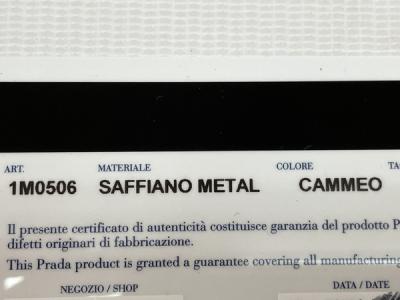 ART. MATERIALE COLORE
1M0506 SAFFIANO METAL CAMMEO
Il presente certificato di autenticità costituisce garanzia del prodotto P
difetti originari di fabbricazione.
This Prada product is granted a guarantee covering all manufacturing
NEGOZIO / SHOP DATA / DATE